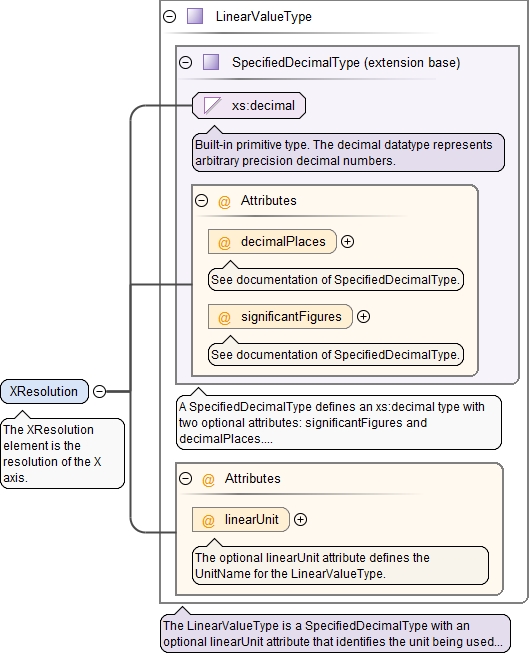 LinearValueType
SpecifiedDecimalType (extension base)
xs:decimal
Built-in primitive type. The decimal datatype represents
arbitrary precision decimal numbers.
@ Attributes
@ decimalPlaces
See documentation of SpecifiedDecimalType.
@ significantFigures
See documentation of SpecifiedDecimalType.
XResolution
The XResolution
element is the
resolution of the X
axis.
A SpecifiedDecimalType defines an xs:decimal type with
two optional attributes: significantFigures and
decimalPlaces....
@ Attributes
@ linearUnit
The optional linearUnit attribute defines the
UnitName for the LinearValueType.
The LinearValueType is a SpecifiedDecimalType with an
optional linearUnit attribute that identifies the unit being used...